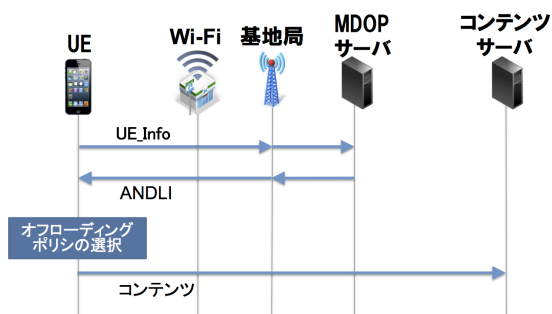 UE
Wi-Fi
基地局
MDOP
サーバ
コンテンツ
サーバ
UE_Info
ANDLI
オフローディング
ポリシの選択
コンテンツ